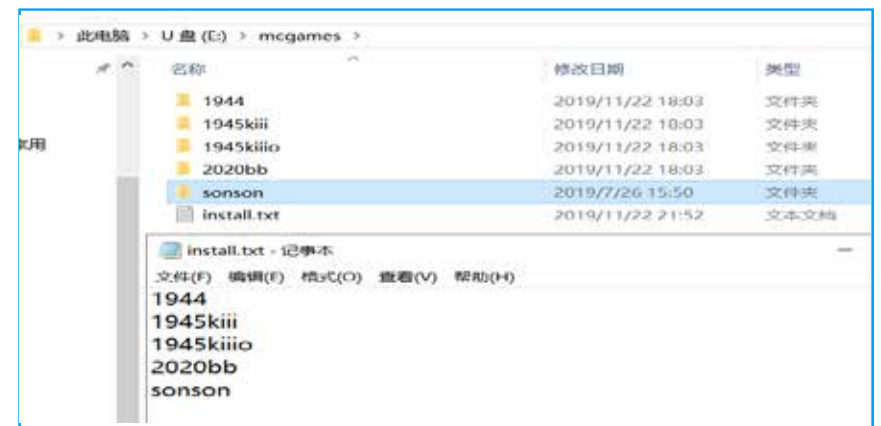 此电脑 > U 盘 (E:) > mcgames >
名称 修改日期 类型
1944 2019/11/22 18:03 文件夹
1945kiii 2019/11/22 18:03 文件夹
1945kiiio 2019/11/22 18:03 文件夹
2020bb 2019/11/22 18:03 文件夹
sonson 2019/7/26 15:50 文件夹
install.txt 2019/11/22 21:52 文本文档
install.txt - 记事本
文件(F) 编辑(E) 格式(O) 查看(V) 帮助(H)
1944
1945kiii
1945kiiio
2020bb
sonson